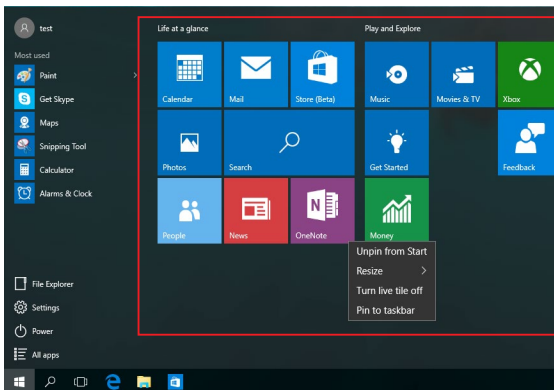 test
Most used
Paint
Get Skype
Maps
Snipping Tool
Calculator
Alarms & Clock
File Explorer
Settings
Power
All apps
Life at a glance
Calendar
Mail
Store (Beta)
Photos
Search
People
News
OneNote
Play and Explore
Music
Movies & TV
Xbox
Get Started
Feedback
Money
Unpin from Start
Resize
Turn live tile off
Pin to taskbar